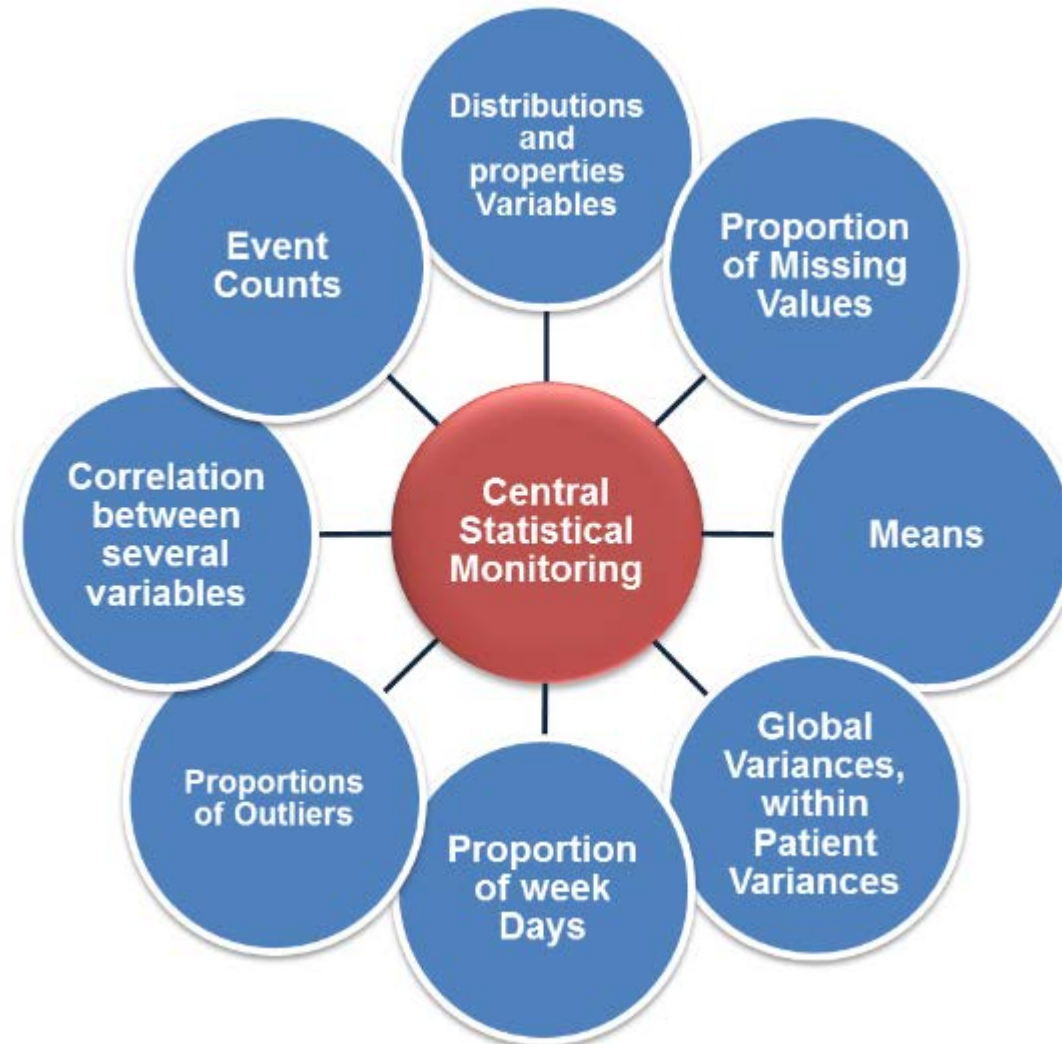 Distributions
and
properties
Variables
Proportion
of Missing
Values
Means
Global
Variances,
within
Patient
Variances
Proportion
of week
Days
Proportions
of Outliers
Correlation
between
several
variables
Event
Counts
Central
Statistical
Monitoring